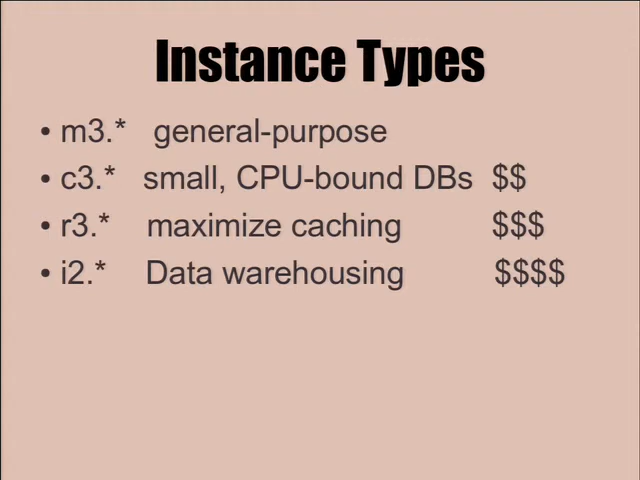 Instance Types
• m3.* general-purpose
• c3.* small, CPU-bound DBs $$
• r3.* maximize caching $$$
• i2.* Data warehousing $$$$